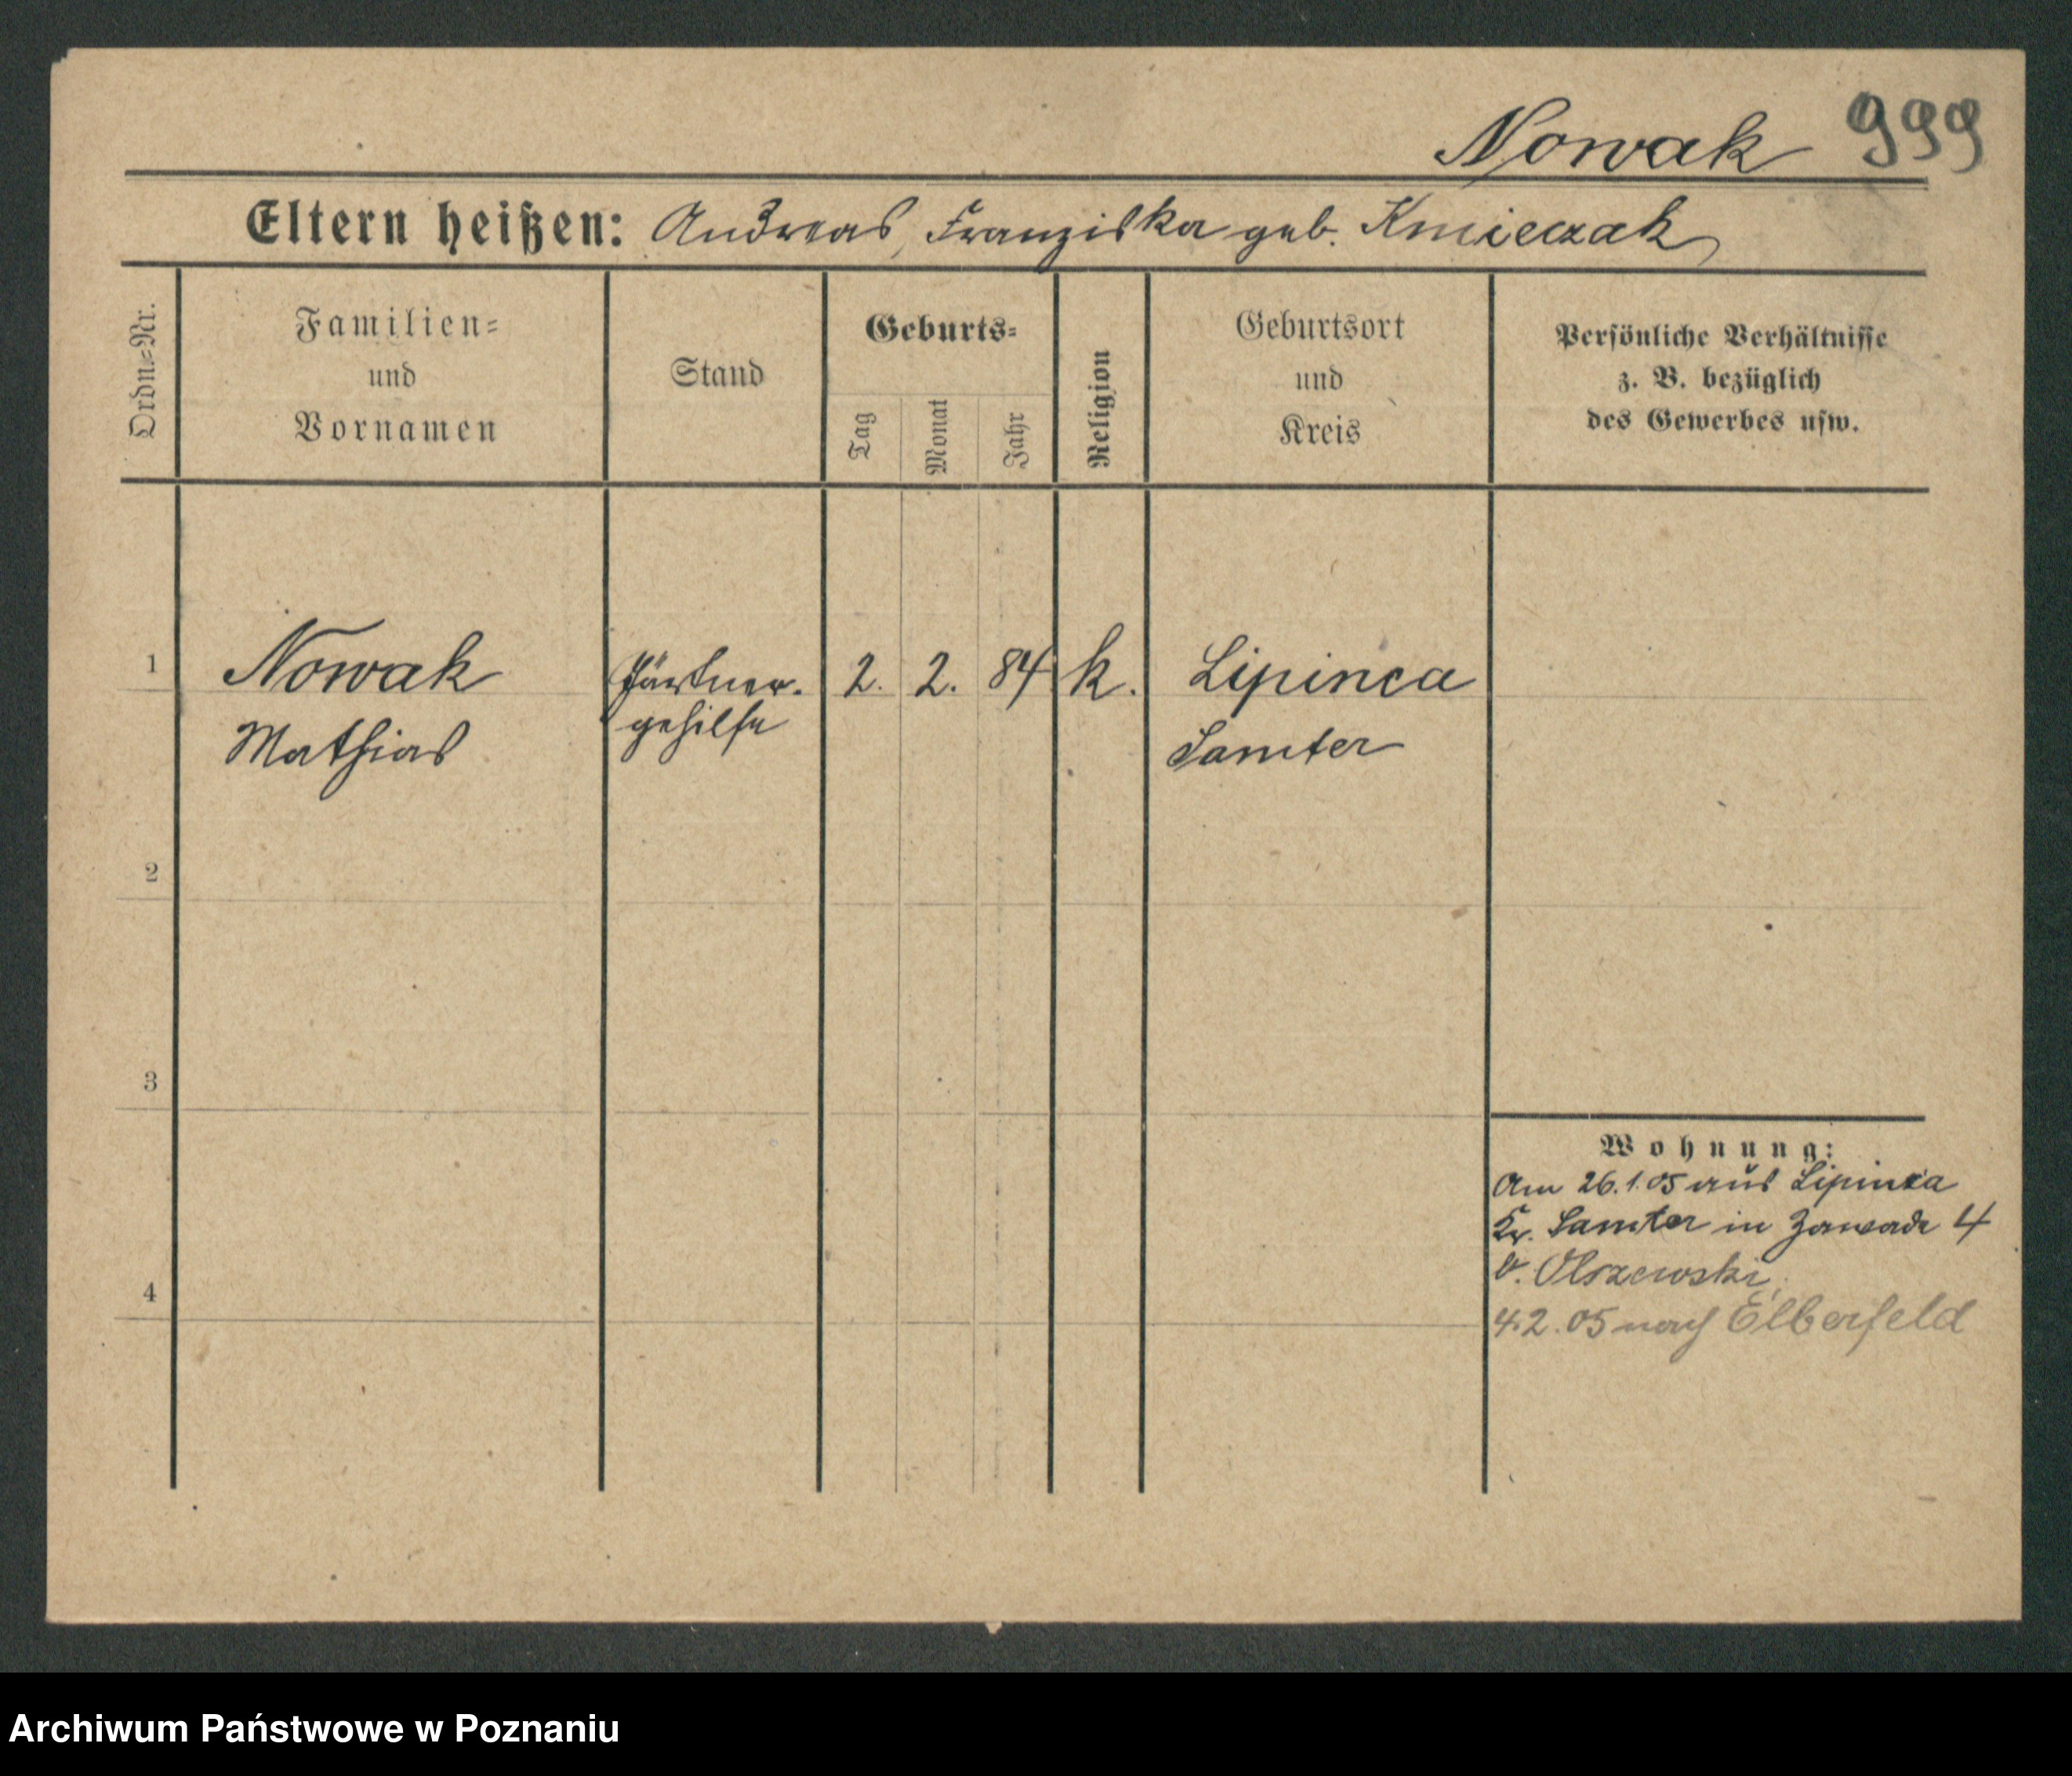 Nowak 999
Eltern heißen: Andreas, Franziska geb. Kmieczak
Ordn.-Nr.
Familien-
und
Vornamen
Stand
Geburts-
Tag
Monat
Jahr
Religion
Geburtsort
und
Kreis
Persönliche Verhältnisse
z. B. bezüglich
des Gewerbes usw.
1 Nowak Gärtner- 2. 2. 84 k. Lipinca
Mathias gehilfe Samter
2
3
4
Wohnung:
Am 26.1.05 aus Lipinca
Kr. Samter in Zawade 4
b. Olszewski,
4.2.05 nach Elberfeld
Archiwum Państwowe w Poznaniu